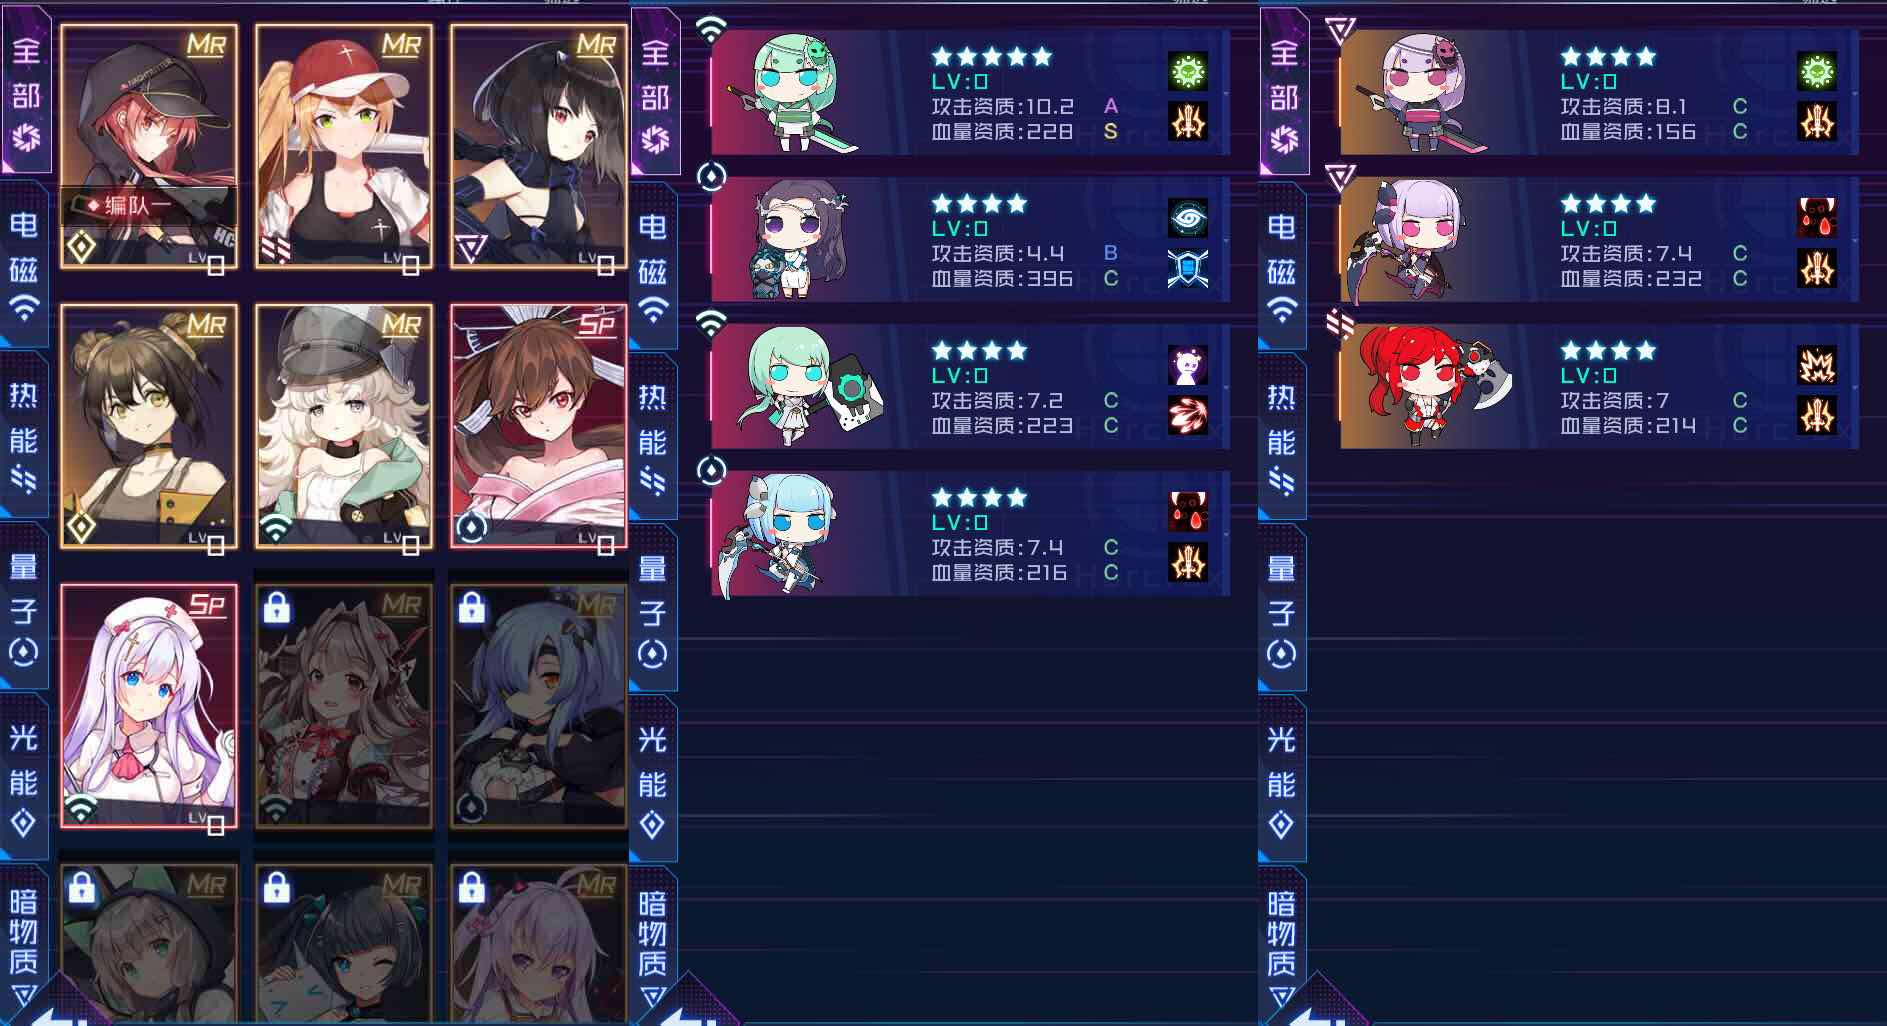 全部
电磁
热能
量子
光能
暗物质
MR
LV
编队一
MR
LV
MR
LV
MR
LV
MR
LV
SP
LV
SP
LV
MR
MR
MR
MR
MR
全部
电磁
热能
量子
光能
暗物质
LV:0
攻击资质:10.2 A
血量资质:228 S
LV:0
攻击资质:4.4 B
血量资质:396 C
LV:0
攻击资质:7.2 C
血量资质:223 C
LV:0
攻击资质:7.4 C
血量资质:216 C
全部
电磁
热能
量子
光能
暗物质
LV:0
攻击资质:8.1 C
血量资质:156 C
LV:0
攻击资质:7.4 C
血量资质:232 C
LV:0
攻击资质:7 C
血量资质:214 C